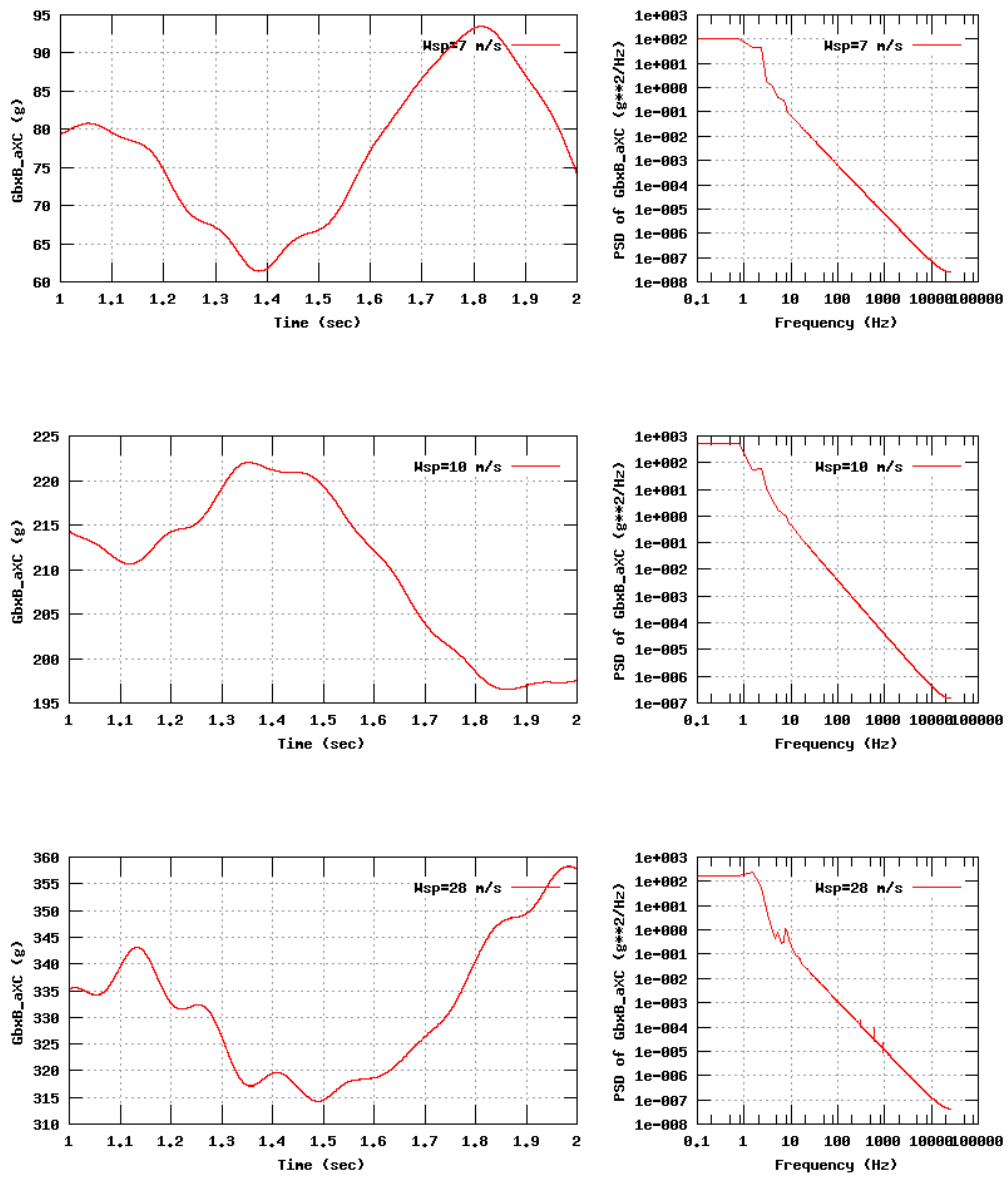 GbxB_aXC (g)
95
90
85
80
75
70
65
60
Wsp=7 m/s
1 1.1 1.2 1.3 1.4 1.5 1.6 1.7 1.8 1.9 2
Time (sec)
PSD of GbxB_aXC (g**2/Hz)
1e+003
1e+002
1e+001
1e+000
1e-001
1e-002
1e-003
1e-004
1e-005
1e-006
1e-007
1e-008
Wsp=7 m/s
0.1 1 10 100 1000 10000 100000
Frequency (Hz)
GbxB_aXC (g)
225
220
215
210
205
200
195
Wsp=10 m/s
1 1.1 1.2 1.3 1.4 1.5 1.6 1.7 1.8 1.9 2
Time (sec)
PSD of GbxB_aXC (g**2/Hz)
1e+003
1e+002
1e+001
1e+000
1e-001
1e-002
1e-003
1e-004
1e-005
1e-006
1e-007
Wsp=10 m/s
0.1 1 10 100 1000 10000 100000
Frequency (Hz)
GbxB_aXC (g)
360
355
350
345
340
335
330
325
320
315
310
Wsp=28 m/s
1 1.1 1.2 1.3 1.4 1.5 1.6 1.7 1.8 1.9 2
Time (sec)
PSD of GbxB_aXC (g**2/Hz)
1e+003
1e+002
1e+001
1e+000
1e-001
1e-002
1e-003
1e-004
1e-005
1e-006
1e-007
1e-008
Wsp=28 m/s
0.1 1 10 100 1000 10000 100000
Frequency (Hz)